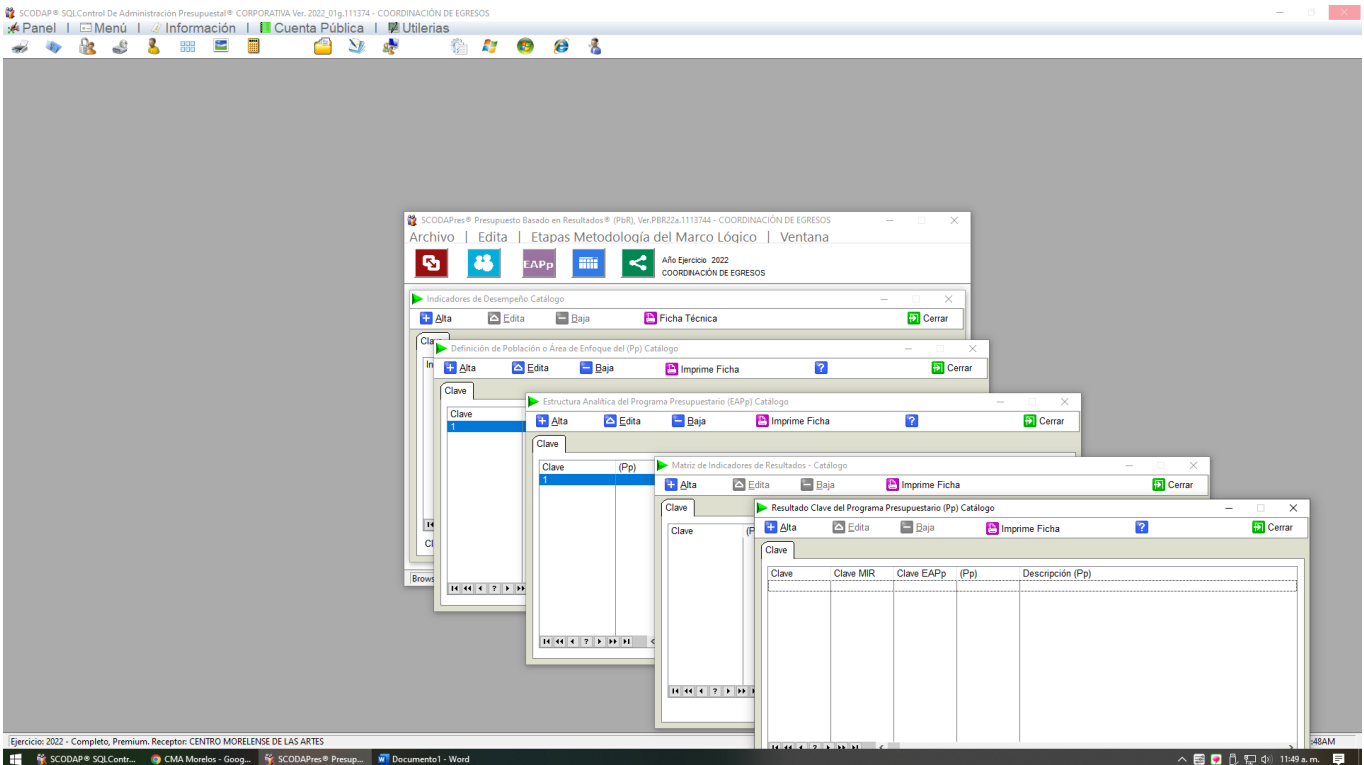 SCODAP® SQLControl De Administración Presupuestal® CORPORATIVA Ver. 2022_01g.111374 - COORDINACIÓN DE EGRESOS
Panel | Menú | Información | Cuenta Pública | Utilerias
SCODAPres® Presupuesto Basado en Resultados® (PbR), Ver.PBR22a.1113744 - COORDINACIÓN DE EGRESOS
Archivo | Edita | Etapas Metodología del Marco Lógico | Ventana
EAPp
Año Ejercicio 2022
COORDINACIÓN DE EGRESOS
Indicadores de Desempeño Catálogo
Alta Edita Baja Ficha Técnica Cerrar
Definición de Población o Área de Enfoque del (Pp) Catálogo
Alta Edita Baja Imprime Ficha ? Cerrar
Clave
Clave
1
Estructura Analítica del Programa Presupuestario (EAPp) Catálogo
Alta Edita Baja Imprime Ficha ? Cerrar
Clave
Clave (Pp)
1
Matriz de Indicadores de Resultados - Catálogo
Alta Edita Baja Imprime Ficha Cerrar
Clave
Clave
Resultado Clave del Programa Presupuestario (Pp) Catálogo
Alta Edita Baja Imprime Ficha ? Cerrar
Clave
Clave Clave MIR Clave EAPp (Pp) Descripción (Pp)
Brows
Ejercicio: 2022 - Completo, Premium. Receptor: CENTRO MORELENSE DE LAS ARTES :48AM
SCODAP® SQLContr... CMA Morelos - Goog... SCODAPres® Presup... Documento1 - Word 11:49 a. m.